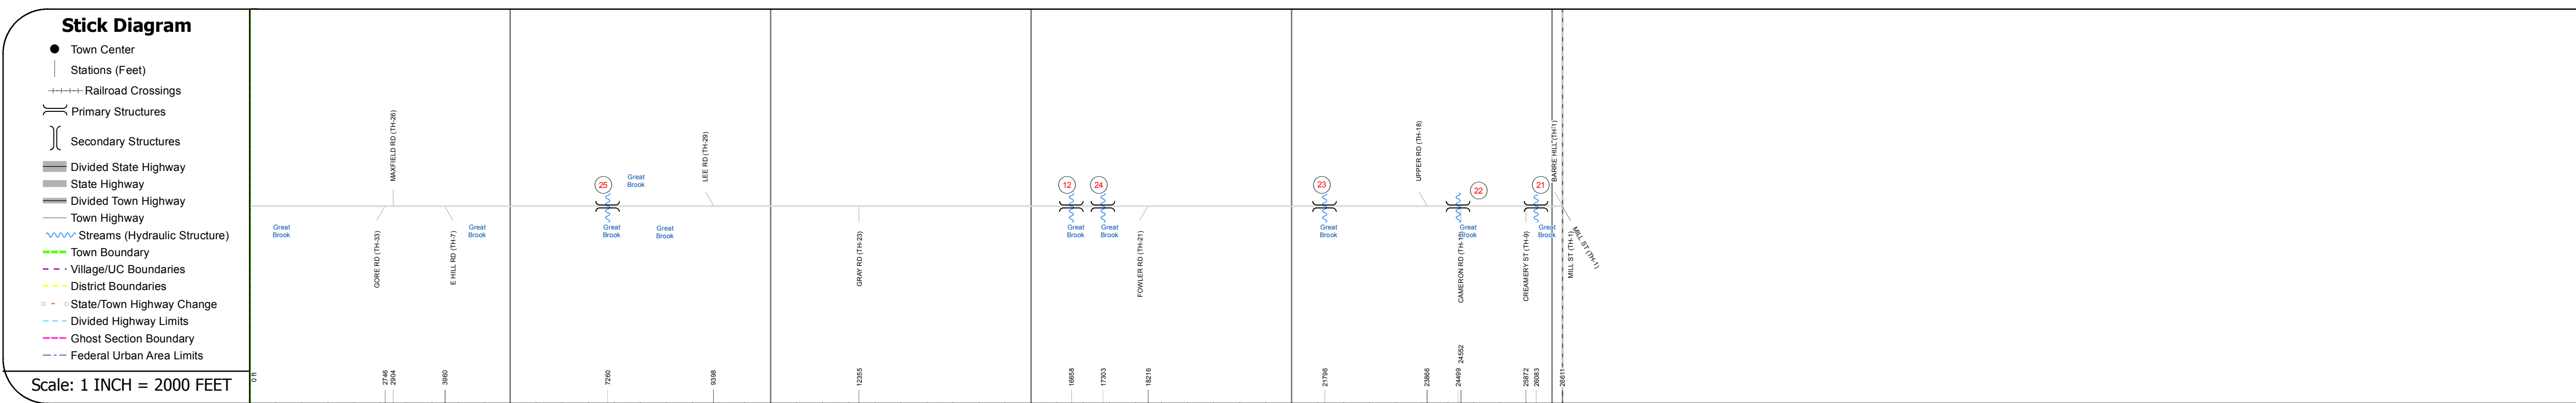 Stick Diagram
Town Center
Stations (Feet)
Railroad Crossings
Primary Structures
Secondary Structures
Divided State Highway
State Highway
Divided Town Highway
Town Highway
Streams (Hydraulic Structure)
Town Boundary
Village/UC Boundaries
District Boundaries
State/Town Highway Change
Divided Highway Limits
Ghost Section Boundary
Federal Urban Area Limits
Scale: 1 INCH = 2000 FEET
MAXFIELD RD (TH-26)
LEE RD (TH-29)
UPPER RD (TH-18)
BARRE HILL (TH-1)
25
Great
Brook
12
24
23
22
21
Great
Brook
GORE RD (TH-33)
E HILL RD (TH-7)
Great
Brook
Great
Brook
Great
Brook
GRAY RD (TH-23)
Great
Brook
Great
Brook
FOWLER RD (TH-21)
Great
Brook
CAMERON RD
Great
Brook
CREAMERY ST (TH-9)
Great
Brook
MILL ST (TH-1)
MILL ST (TH-1)
0 ft
2746
2904
3960
7260
9398
12355
16658
17303
18216
21796
23866
24499
24552
25872
26083
26611